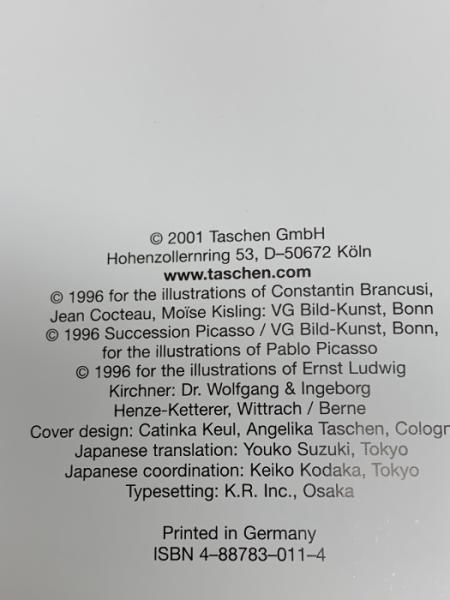 © 2001 Taschen GmbH
Hohenzollernring 53, D–50672 Köln
www.taschen.com
© 1996 for the illustrations of Constantin Brancusi,
Jean Cocteau, Moïse Kisling: VG Bild-Kunst, Bonn
© 1996 Succession Picasso / VG Bild-Kunst, Bonn,
for the illustrations of Pablo Picasso
© 1996 for the illustrations of Ernst Ludwig
Kirchner: Dr. Wolfgang & Ingeborg
Henze-Ketterer, Wittrach / Berne
Cover design: Catinka Keul, Angelika Taschen, Cologn
Japanese translation: Youko Suzuki, Tokyo
Japanese coordination: Keiko Kodaka, Tokyo
Typesetting: K.R. Inc., Osaka
Printed in Germany
ISBN 4–88783–011–4